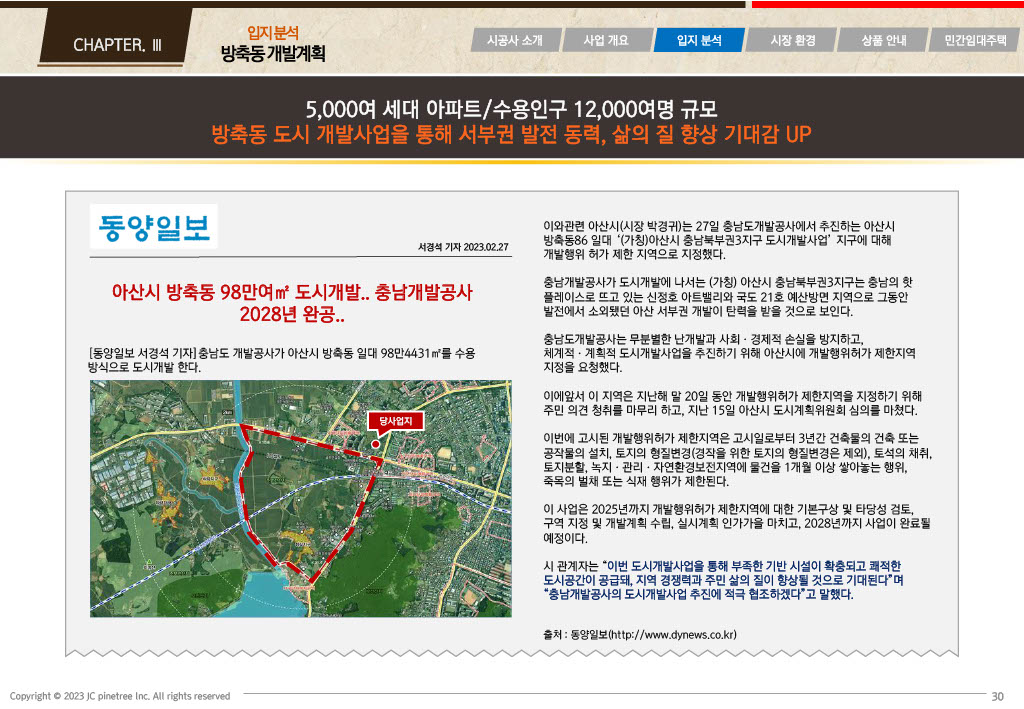 CHAPTER. Ⅲ
입지 분석
방축동 개발계획
시공사 소개
사업 개요
입지 분석
시장 환경
상품 안내
민간임대주택
5,000여 세대 아파트/수용인구 12,000여명 규모
방축동 도시 개발사업을 통해 서부권 발전 동력, 삶의 질 향상 기대감 UP
동양일보
서경석 기자 2023.02.27
아산시 방축동 98만여㎡ 도시개발.. 충남개발공사
2028년 완공..
[동양일보 서경석 기자]충남도 개발공사가 아산시 방축동 일대 98만4431㎡를 수용
방식으로 도시개발 한다.
당사업지
이와관련 아산시(시장 박경귀)는 27일 충남도개발공사에서 추진하는 아산시
방축동86 일대 ‘(가칭)아산시 충남북부권3지구 도시개발사업’ 지구에 대해
개발행위 허가 제한 지역으로 지정했다.
충남개발공사가 도시개발에 나서는 (가칭) 아산시 충남북부권3지구는 충남의 핫
플레이스로 뜨고 있는 신정호 아트밸리와 국도 21호 예산방면 지역으로 그동안
발전에서 소외됐던 아산 서부권 개발이 탄력을 받을 것으로 보인다.
충남도개발공사는 무분별한 난개발과 사회·경제적 손실을 방지하고,
체계적·계획적 도시개발사업을 추진하기 위해 아산시에 개발행위허가 제한지역
지정을 요청했다.
이에앞서 이 지역은 지난해 말 20일 동안 개발행위허가 제한지역을 지정하기 위해
주민 의견 청취를 마무리 하고, 지난 15일 아산시 도시계획위원회 심의를 마쳤다.
이번에 고시된 개발행위허가 제한지역은 고시일로부터 3년간 건축물의 건축 또는
공작물의 설치, 토지의 형질변경(경작을 위한 토지의 형질변경은 제외), 토석의 채취,
토지분할, 녹지·관리·자연환경보전지역에 물건을 1개월 이상 쌓아놓는 행위,
죽목의 벌채 또는 식재 행위가 제한된다.
이 사업은 2025년까지 개발행위허가 제한지역에 대한 기본구상 및 타당성 검토,
구역 지정 및 개발계획 수립, 실시계획 인가가을 마치고, 2028년까지 사업이 완료될
예정이다.
시 관계자는 “이번 도시개발사업을 통해 부족한 기반 시설이 확충되고 쾌적한
도시공간이 공급돼, 지역 경쟁력과 주민 삶의 질이 향상될 것으로 기대된다”며
“충남개발공사의 도시개발사업 추진에 적극 협조하겠다”고 말했다.
출처 : 동양일보(http://www.dynews.co.kr)
Copyright © 2023 JC pinetree Inc. All rights reserved
30